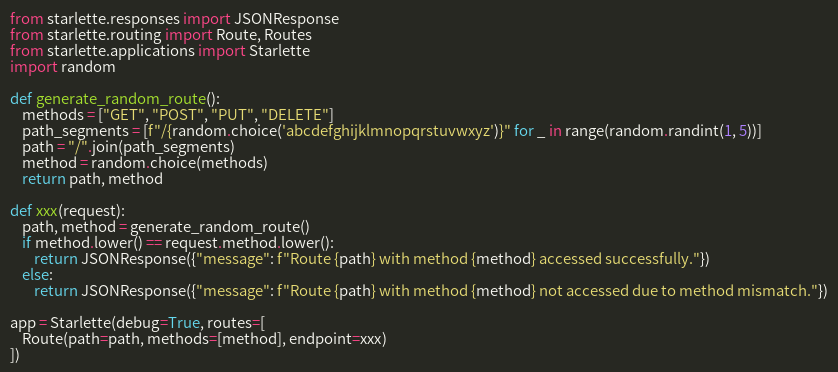 from starlette.responses import JSONResponse
from starlette.routing import Route, Routes
from starlette.applications import Starlette
import random

def generate_random_route():
    methods = ["GET", "POST", "PUT", "DELETE"]
    path_segments = [f"/{random.choice('abcdefghijklmnopqrstuvwxyz')}" for _ in range(random.randint(1, 5))]
    path = "/".join(path_segments)
    method = random.choice(methods)
    return path, method

def xxx(request):
    path, method = generate_random_route()
    if method.lower() == request.method.lower():
        return JSONResponse({"message": f"Route {path} with method {method} accessed successfully."})
    else:
        return JSONResponse({"message": f"Route {path} with method {method} not accessed due to method mismatch."})

app = Starlette(debug=True, routes=[
    Route(path=path, methods=[method], endpoint=xxx)
])